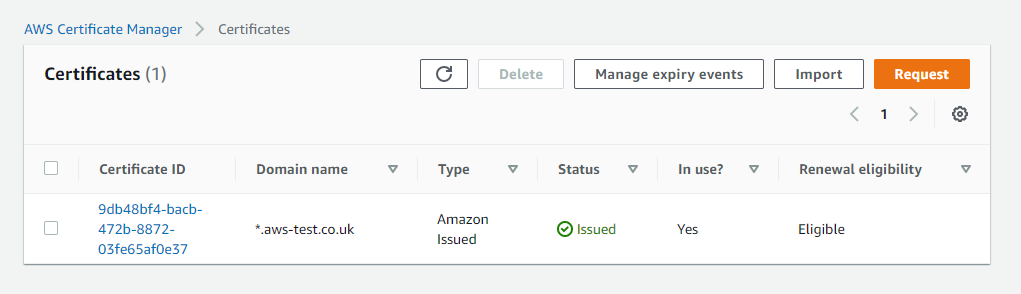 AWS Certificate Manager > Certificates
Certificates (1)
Delete
Manage expiry events
Import
Request
1
Certificate ID
Domain name
Type
Status
In use?
Renewal eligibility
9db48bf4-bacb-
472b-8872-
03fe65af0e37
*.aws-test.co.uk
Amazon
Issued
Issued
Yes
Eligible